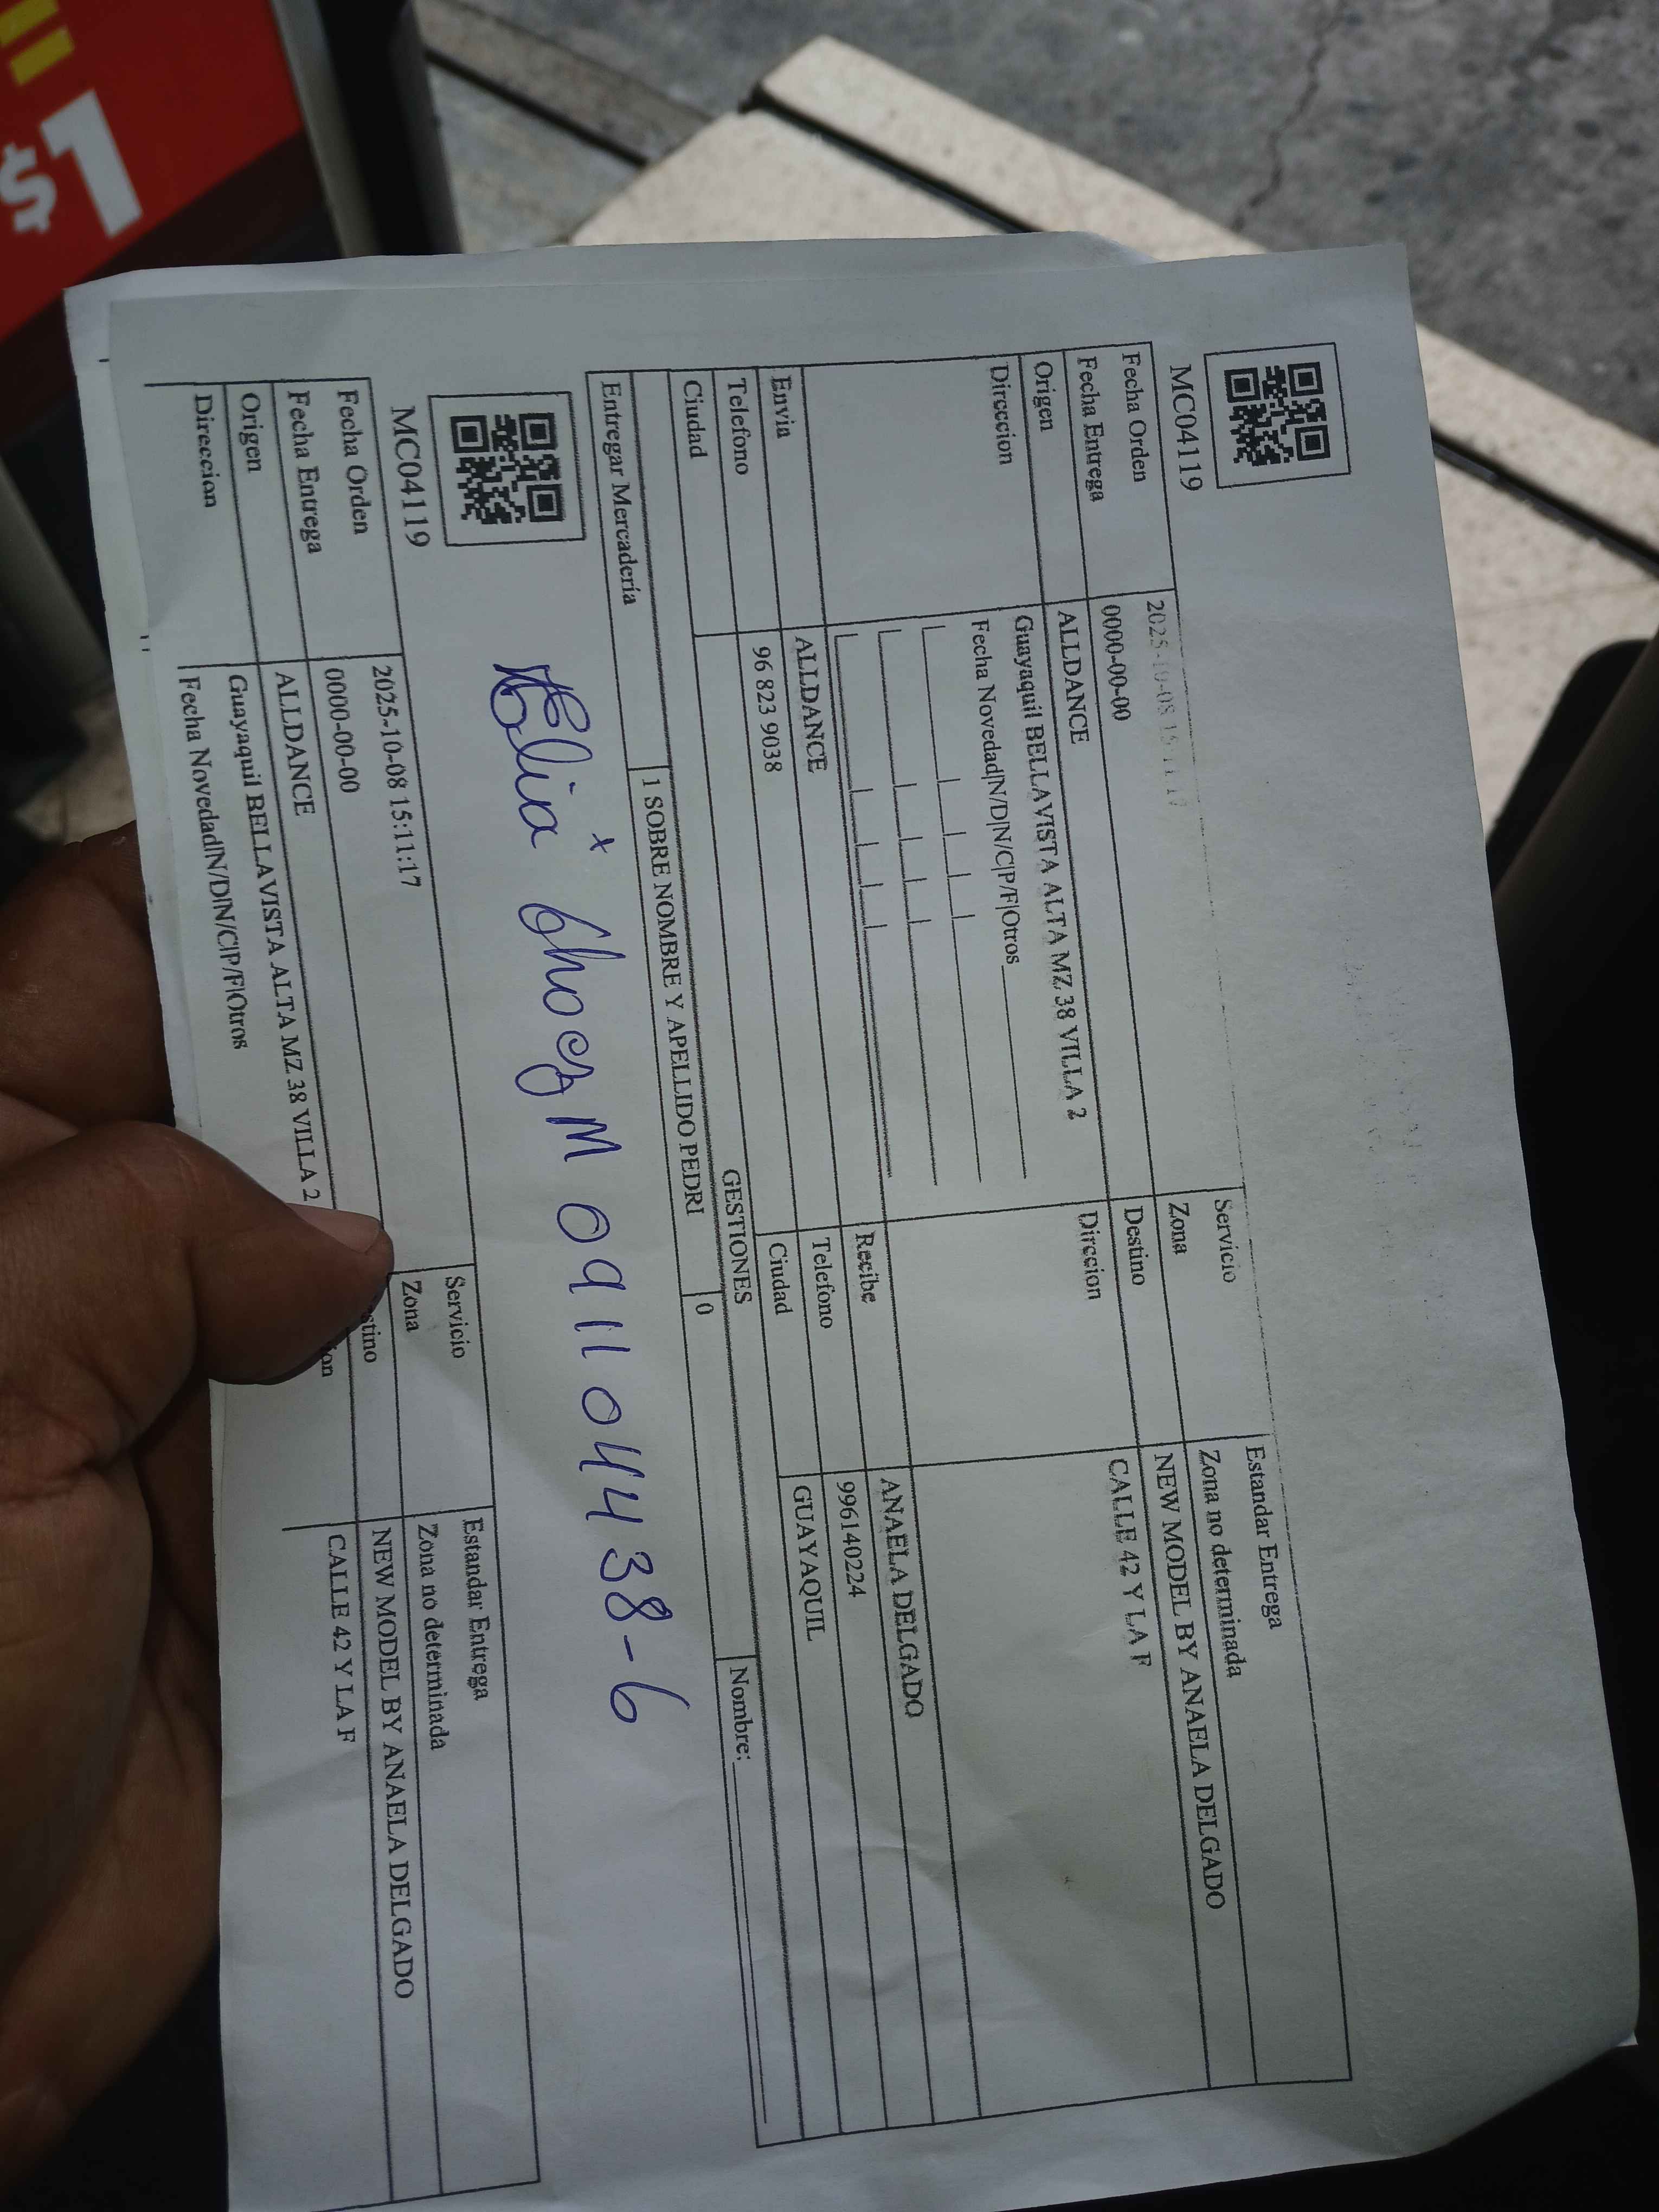 $1
MC04119
Fecha Orden 2025-10-08 15:11:17 Servicio Estandar Entrega
Fecha Entrega 0000-00-00 Zona Zona no determinada
Origen ALLDANCE Destino NEW MODEL BY ANAELA DELGADO
Direccion Guayaquil BELLAVISTA ALTA MZ 38 VILLA 2 Direcion CALLE 42 Y LA F
Fecha Novedad|N/D|N/C|P/F|Otros
Envia ALLDANCE Recibe ANAELA DELGADO
Telefono 96 823 9038 Telefono 996140224
Ciudad Ciudad GUAYAQUIL
GESTIONES
Entregar Mercadería 1 SOBRE NOMBRE Y APELLIDO PEDRI 0 Nombre:
x
M 091104438-6
MC04119
Fecha Orden 2025-10-08 15:11:17 Servicio Estandar Entrega
Fecha Entrega 0000-00-00 Zona Zona no determinada
Origen ALLDANCE stino NEW MODEL BY ANAELA DELGADO
Direccion Guayaquil BELLAVISTA ALTA MZ 38 VILLA 2 ion CALLE 42 Y LA F
Fecha Novedad|N/D|N/C|P/F|Otros